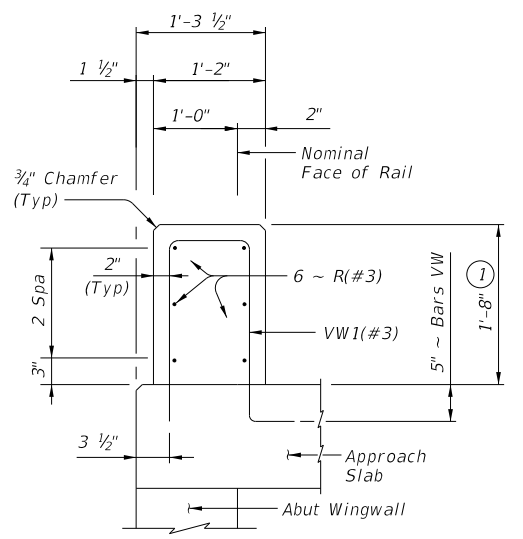 1'-3 ½"
1 ½"
1'-2"
1'-0"
2"
Nominal
Face of Rail
¾" Chamfer
(Typ)
2"
(Typ)
6 ~ R(#3)
VW1(#3)
2 Spa
3"
5" ~ Bars VW
1'-8"
1
3 ½"
Approach
Slab
Abut Wingwall